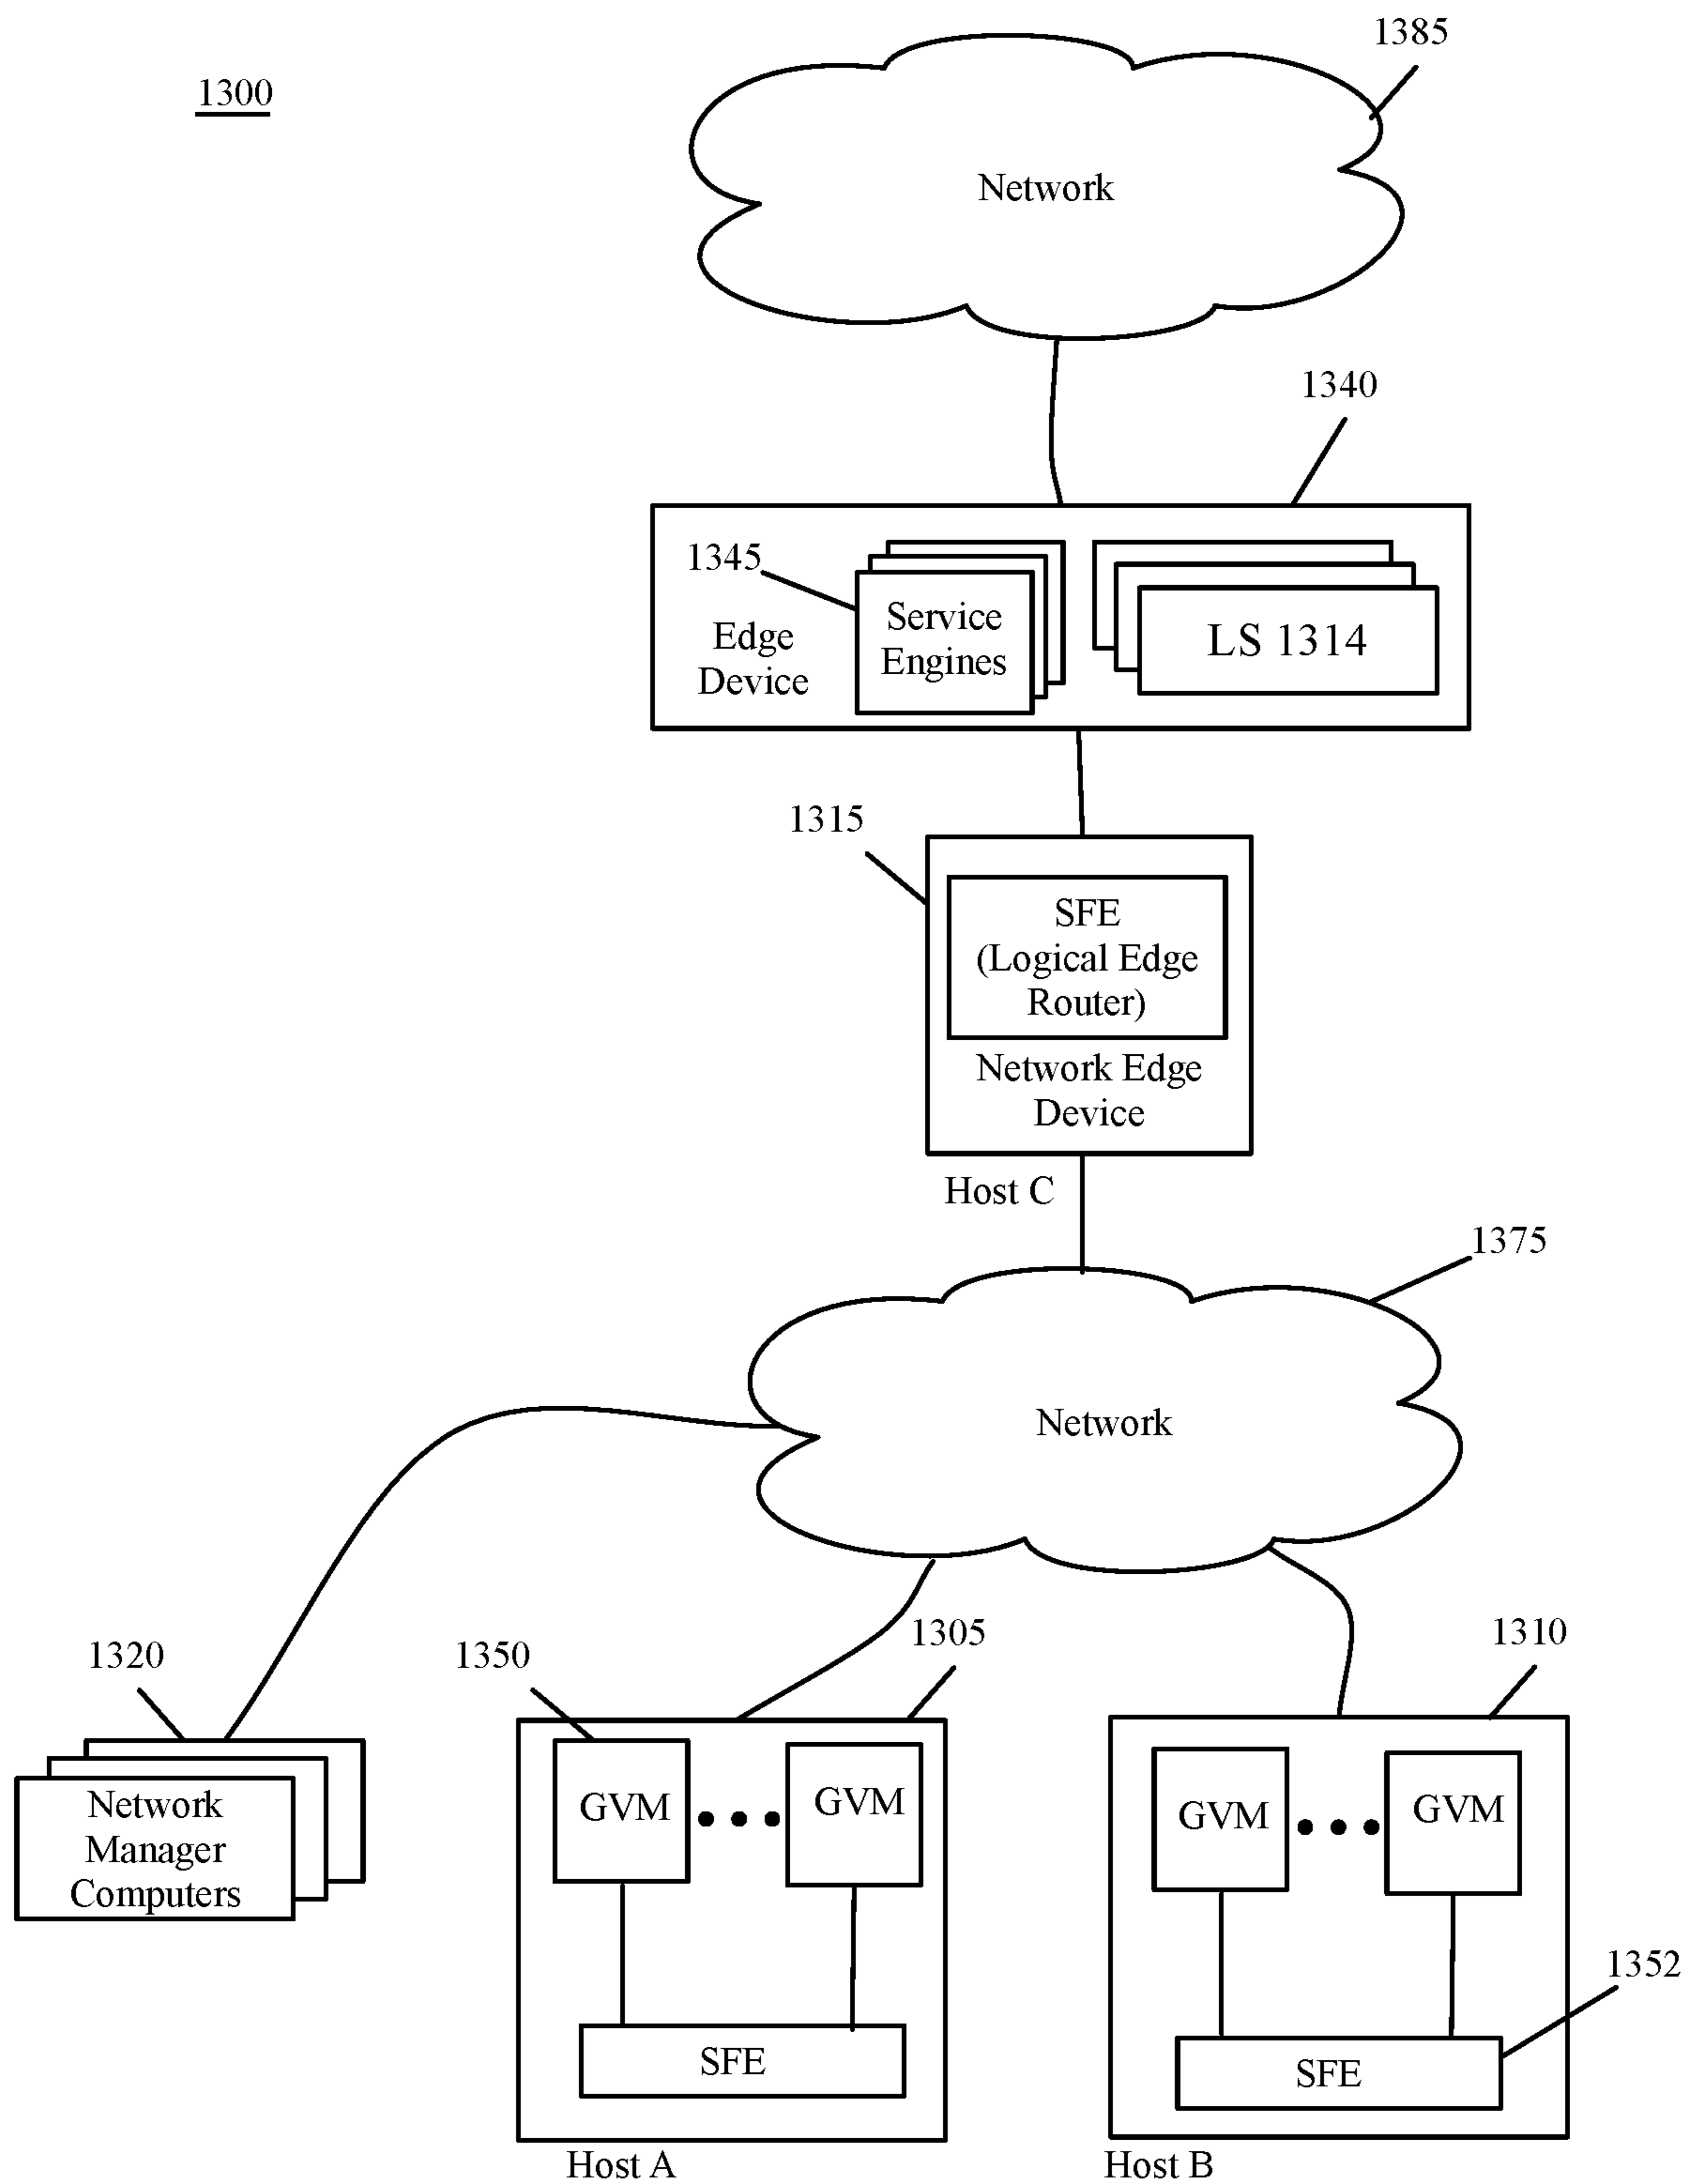 1385
1300
Network
1340
1345
Service
Engines
Edge
Device
LS 1314
1315
SFE
(Logical Edge
Router)
Network Edge
Device
Host C
1375
Network
1320
1350
1305
1310
Network
Manager
Computers
GVM
GVM
GVM
GVM
1352
SFE
SFE
Host A
Host B